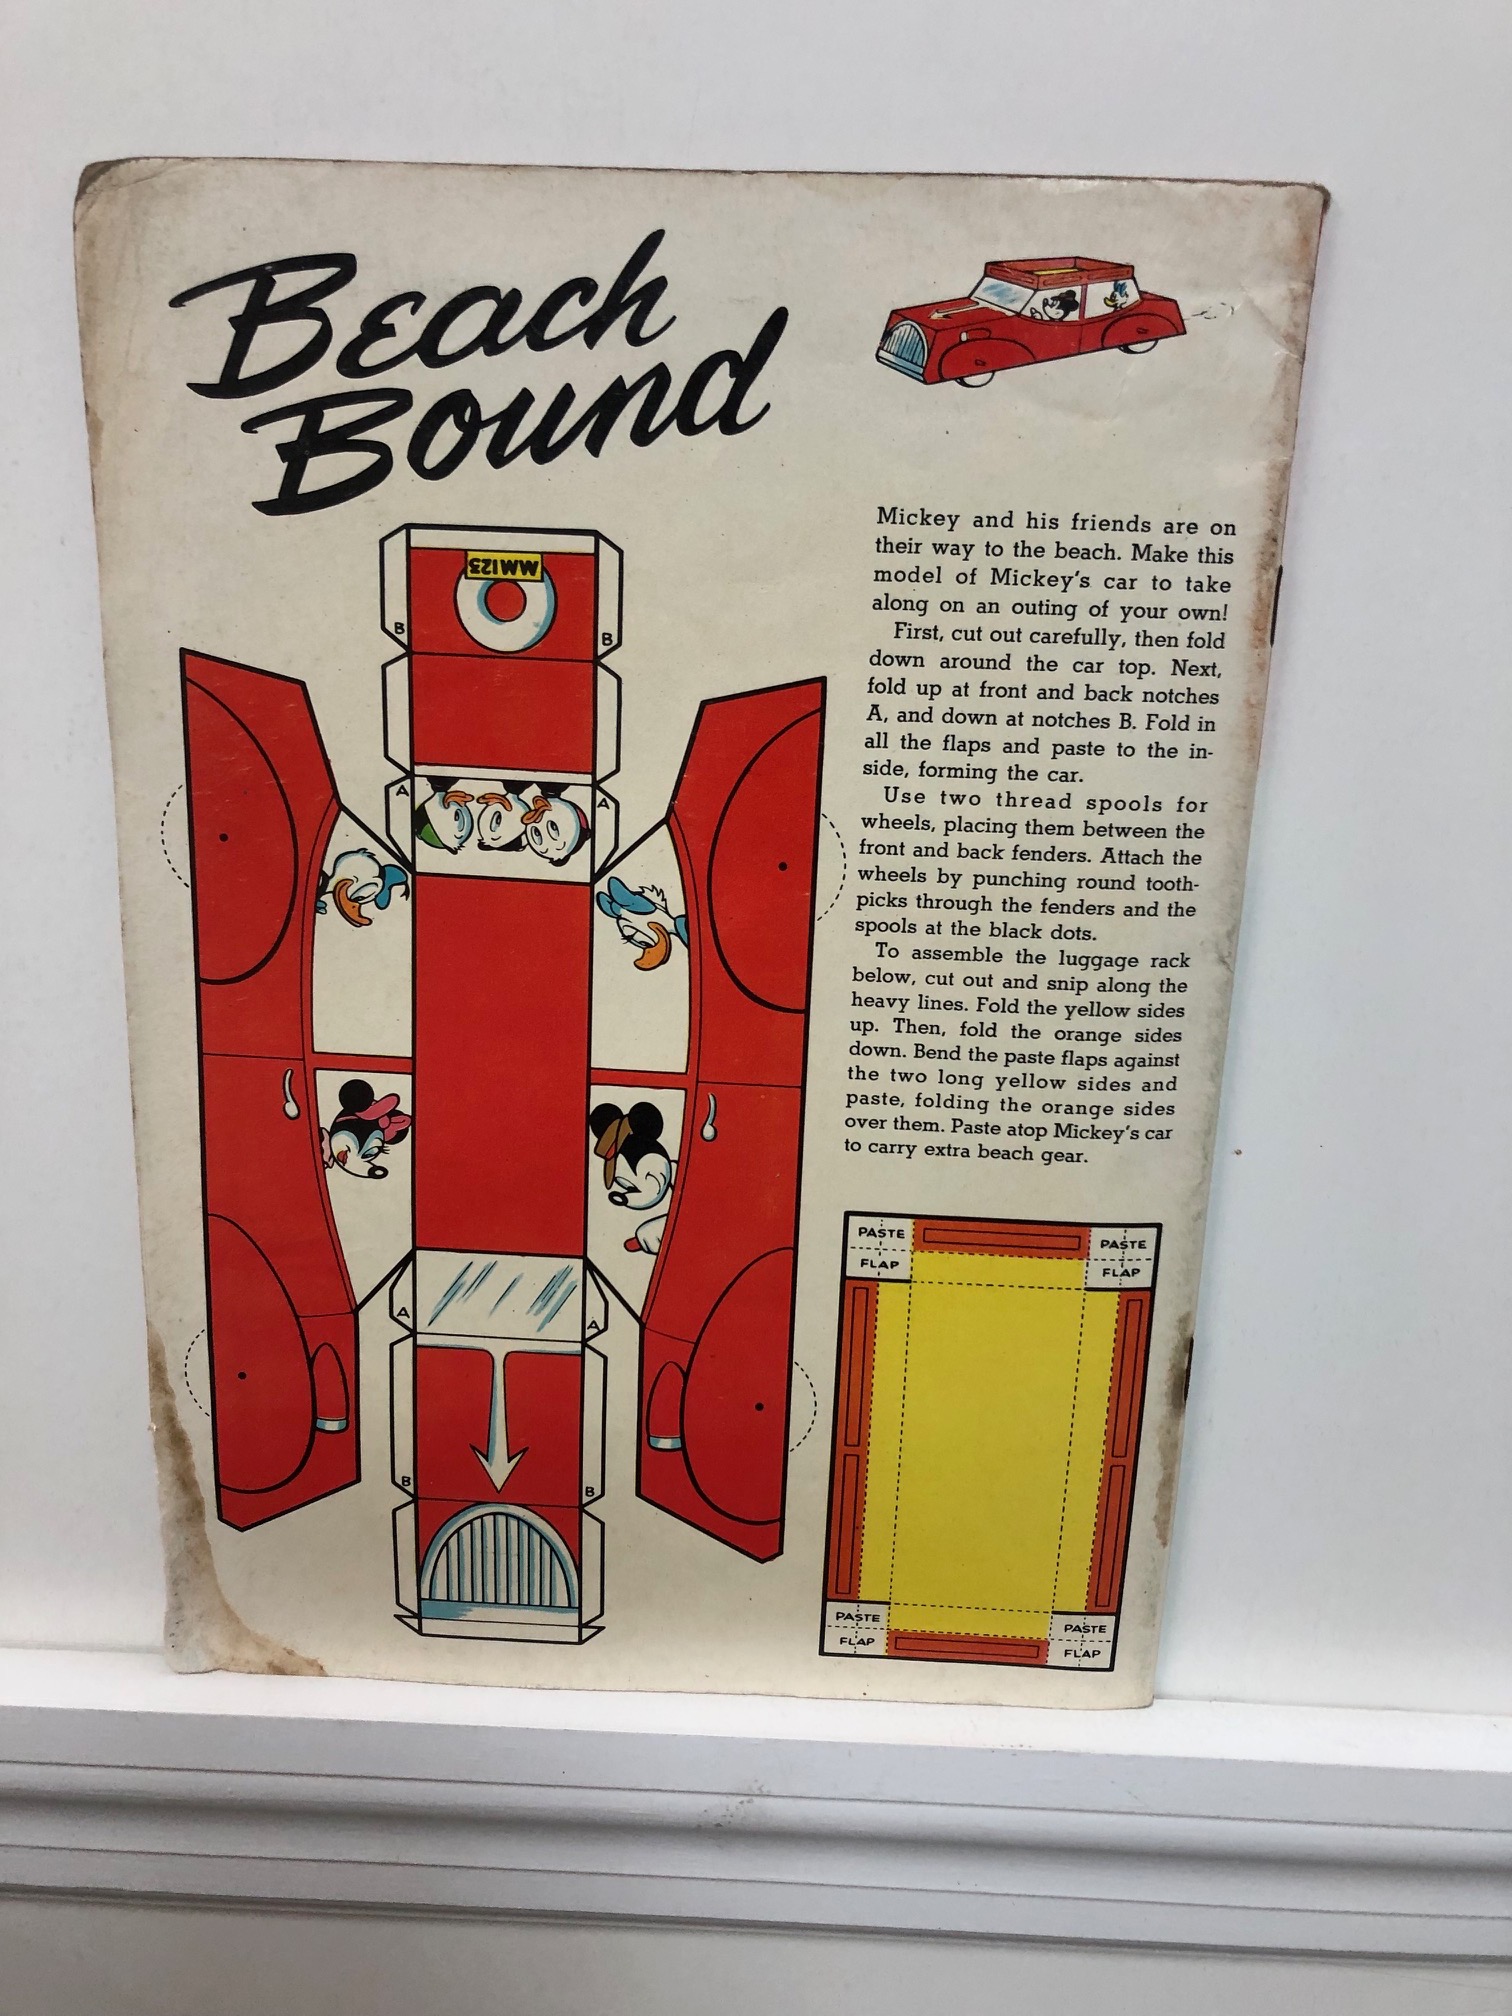 Beach
Bound
Mickey and his friends are on
their way to the beach. Make this
model of Mickey's car to take
along on an outing of your own!
First, cut out carefully, then fold
down around the car top. Next,
fold up at front and back notches
A, and down at notches B. Fold in
all the flaps and paste to the in-
side, forming the car.
Use two thread spools for
wheels, placing them between the
front and back fenders. Attach the
wheels by punching round tooth-
picks through the fenders and the
spools at the black dots.
To assemble the luggage rack
below, cut out and snip along the
heavy lines. Fold the yellow sides
up. Then, fold the orange sides
down. Bend the paste flaps against
the two long yellow sides and
paste, folding the orange sides
over them. Paste atop Mickey's car
to carry extra beach gear.
MM123
B
B
A
A
A
A
B
B
PASTE
FLAP
PASTE
FLAP
PASTE
FLAP
PASTE
FLAP